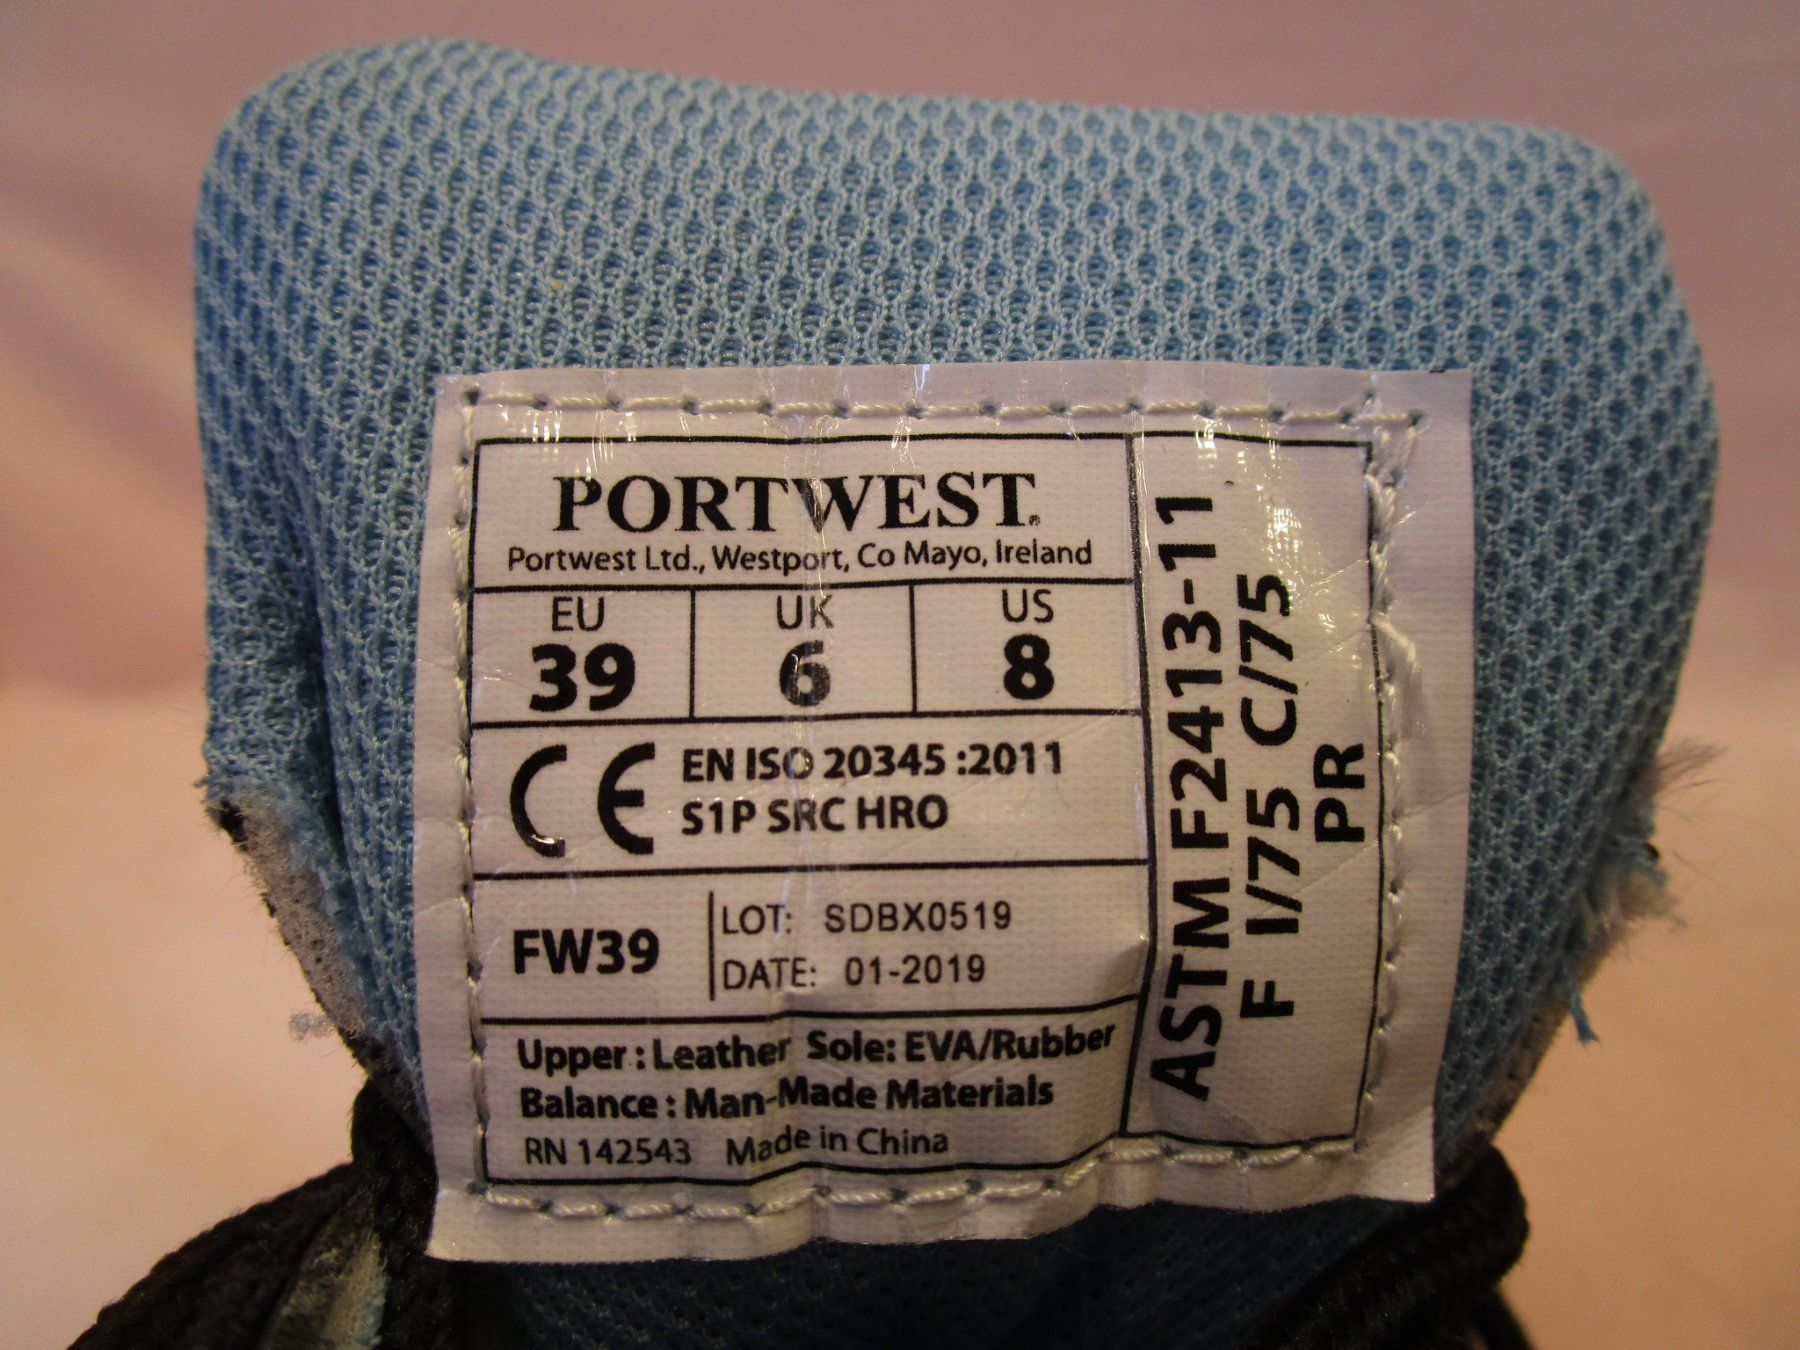 PORTWEST®
Portwest Ltd., Westport, Co Mayo, Ireland
EU UK US
39 6 8
CE EN ISO 20345 :2011
S1P SRC HRO
FW39
LOT: SDBX0519
DATE: 01-2019
Upper : Leather Sole: EVA/Rubber
Balance : Man-Made Materials
RN 142543 Made in China
ASTM F2413-11
F I/75 C/75
PR